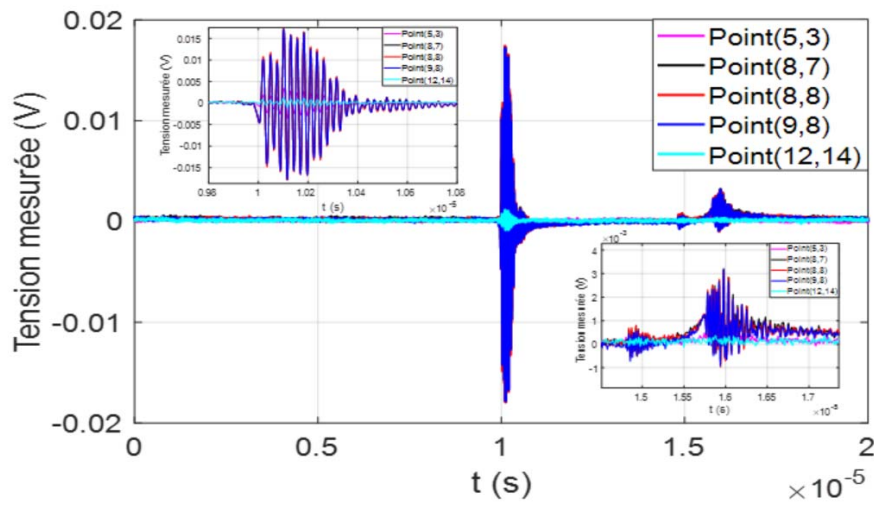 0.02
0.01
0
-0.01
-0.02
Tension mesurée (V)
0
0.5
1
1.5
2
t (s)
× 10⁻⁵
Point(5,3)
Point(8,7)
Point(8,8)
Point(9,8)
Point(12,14)
0.015
0.01
0.005
0
-0.005
-0.01
-0.015
Tension mesurée (V)
0.98
1
1.02
1.04
1.06
1.08
t (s)
× 10⁻⁵
Point(5,3)
Point(8,7)
Point(8,8)
Point(9,8)
Point(12,14)
×10⁻³
4
3
2
1
0
-1
Tension mesurée (V)
1.5
1.55
1.6
1.65
1.7
t (s)
× 10⁻⁵
Point(5,3)
Point(8,7)
Point(8,8)
Point(9,8)
Point(12,14)